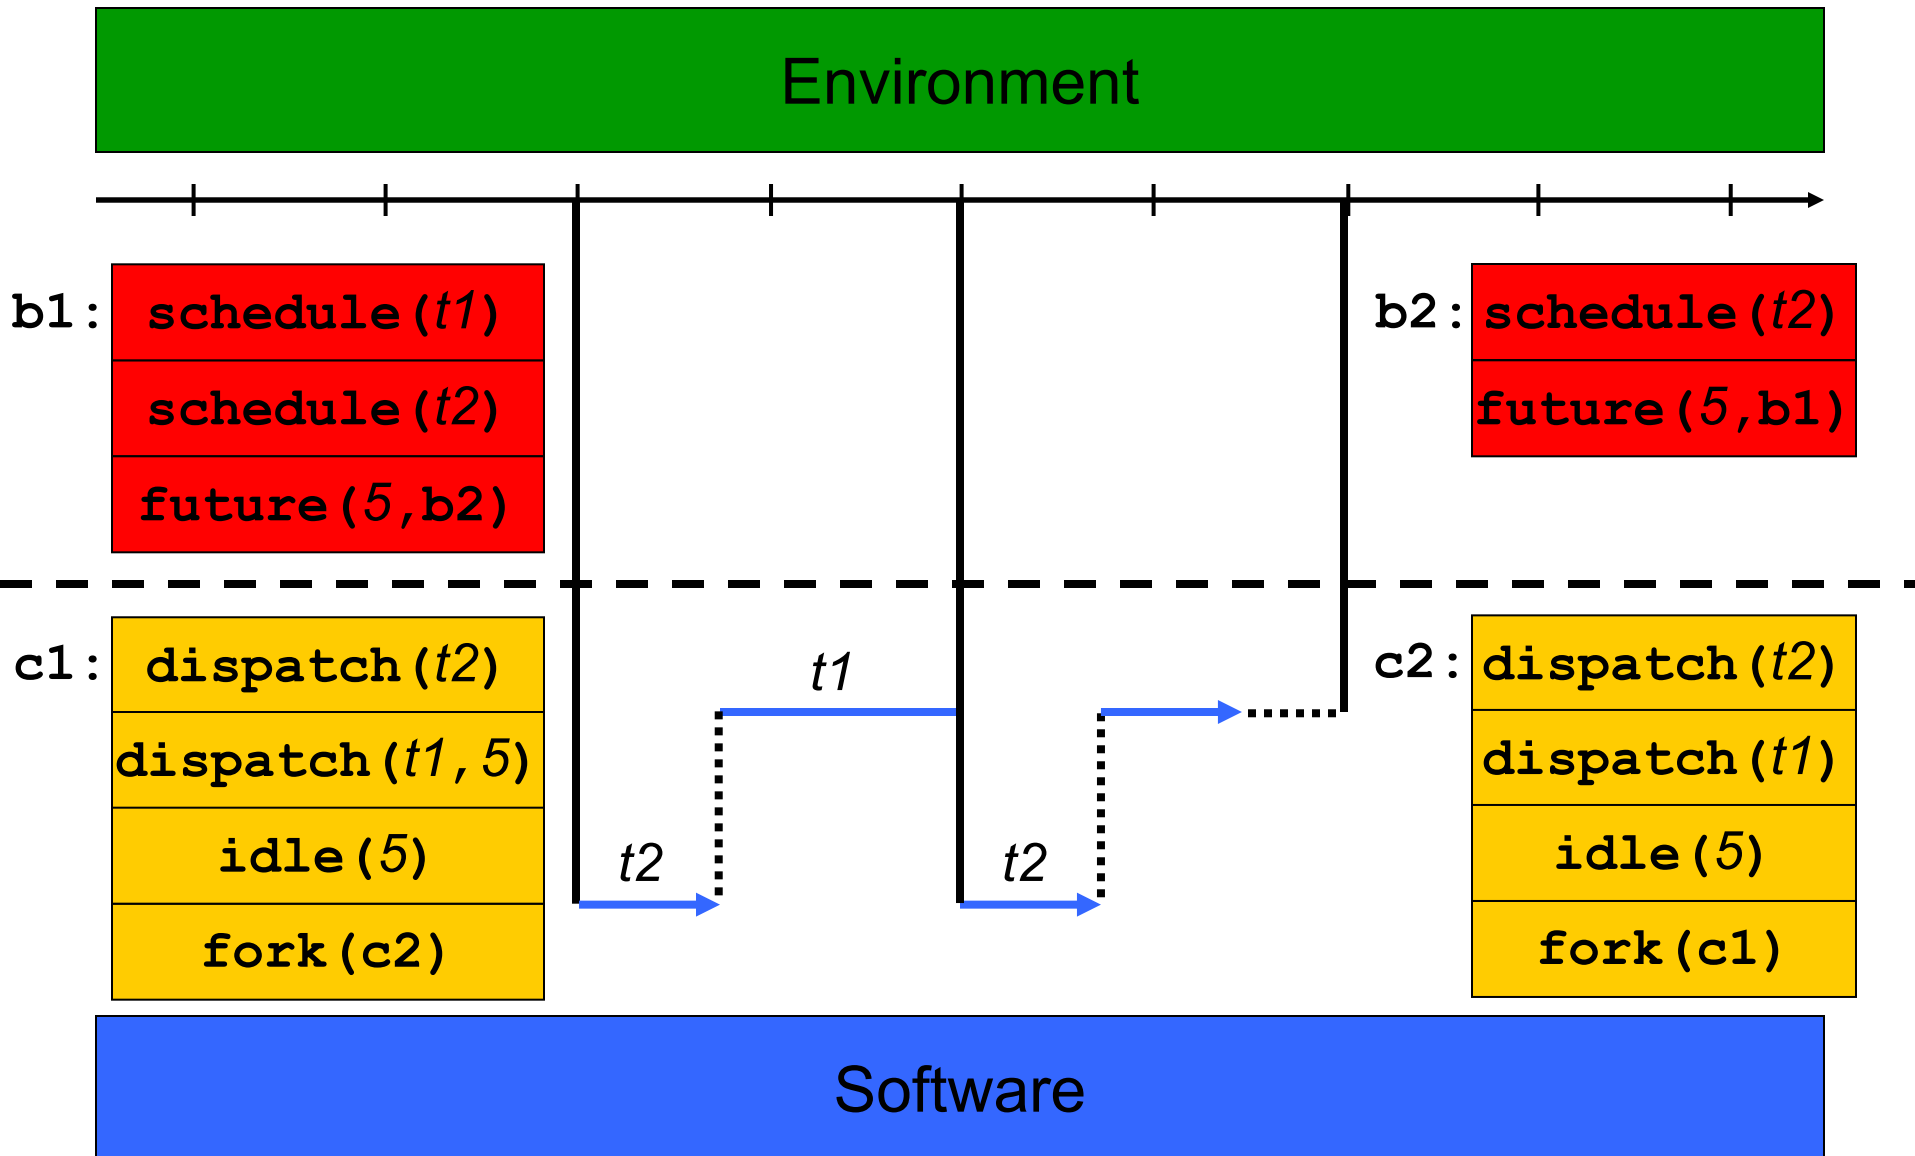 Environment
b1:
schedule(t1)
schedule(t2)
future(5,b2)
b2:
schedule(t2)
future(5,b1)
c1:
dispatch(t2)
dispatch(t1,5)
idle(5)
fork(c2)
t1
t2
t2
c2:
dispatch(t2)
dispatch(t1)
idle(5)
fork(c1)
Software